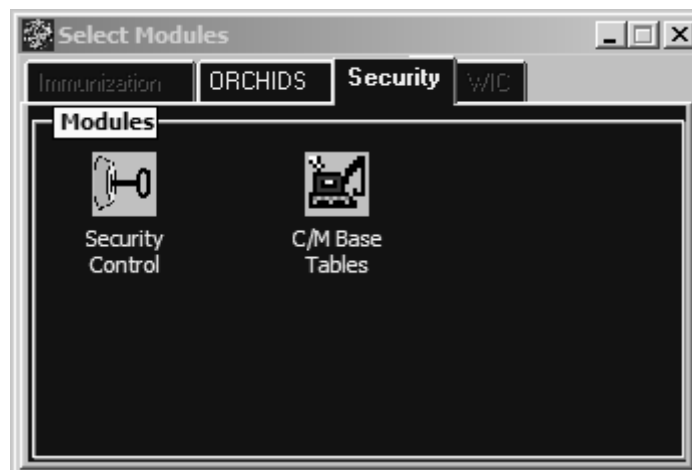 Select Modules
Immunization ORCHIDS Security WIC
Modules
Security C/M Base
Control Tables